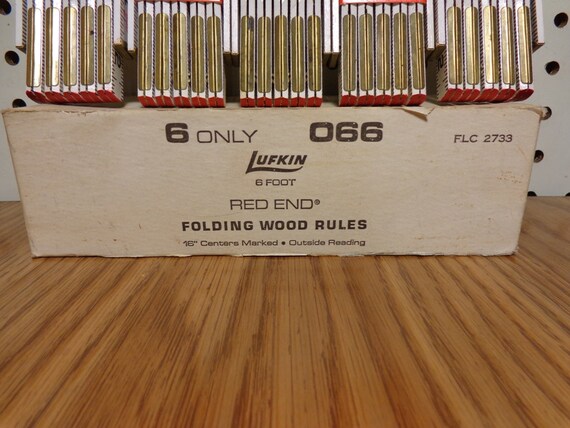 6 ONLY 066 FLC 2733
LUFKIN
6 FOOT
RED END®
FOLDING WOOD RULES
16" Centers Marked • Outside Reading